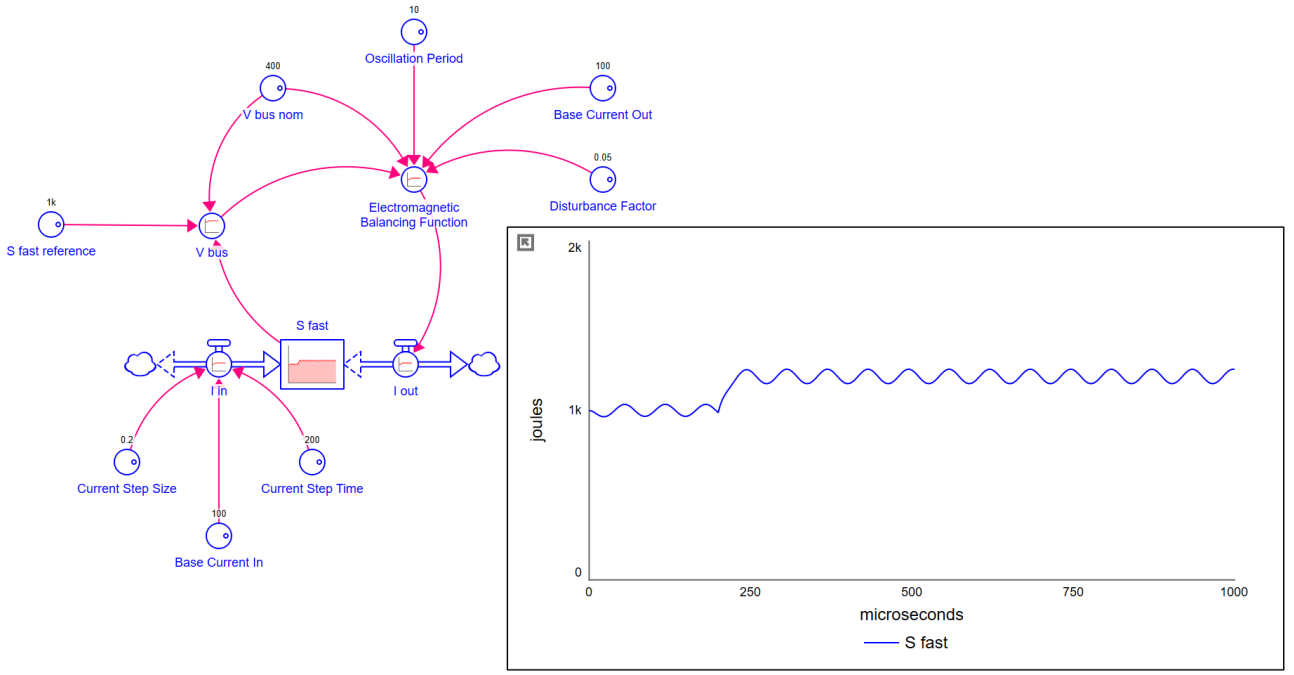 10
Oscillation Period
400
V bus nom
100
Base Current Out
0.05
Disturbance Factor
Electromagnetic
Balancing Function
1k
S fast reference
V bus
S fast
I in
I out
0.2
Current Step Size
200
Current Step Time
100
Base Current In
2k
1k
0
joules
0
250
500
750
1000
microseconds
S fast